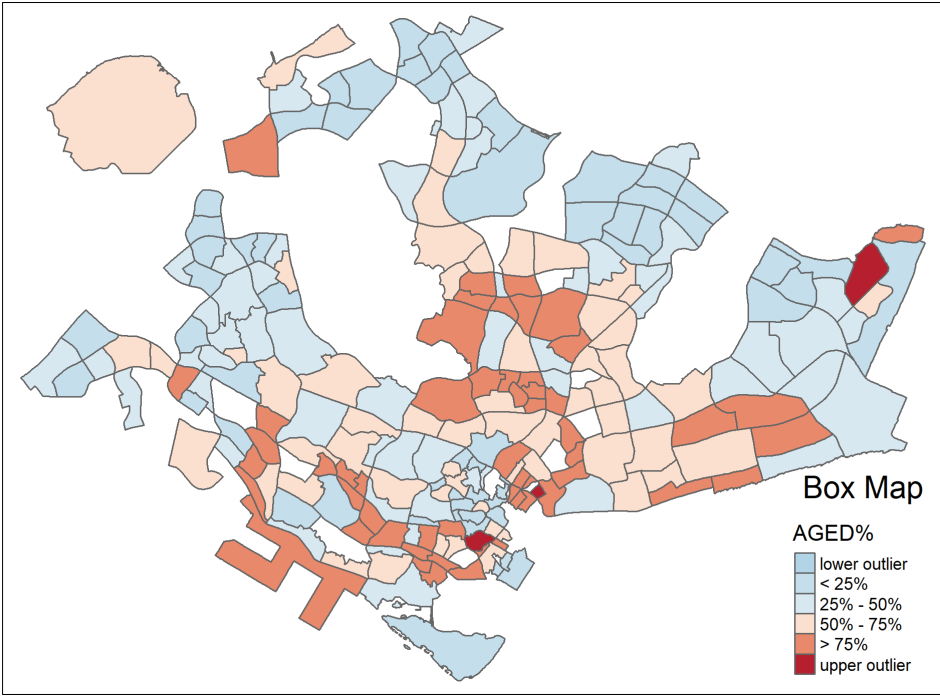 Box Map
AGED%
lower outlier
< 25%
25% - 50%
50% - 75%
> 75%
upper outlier